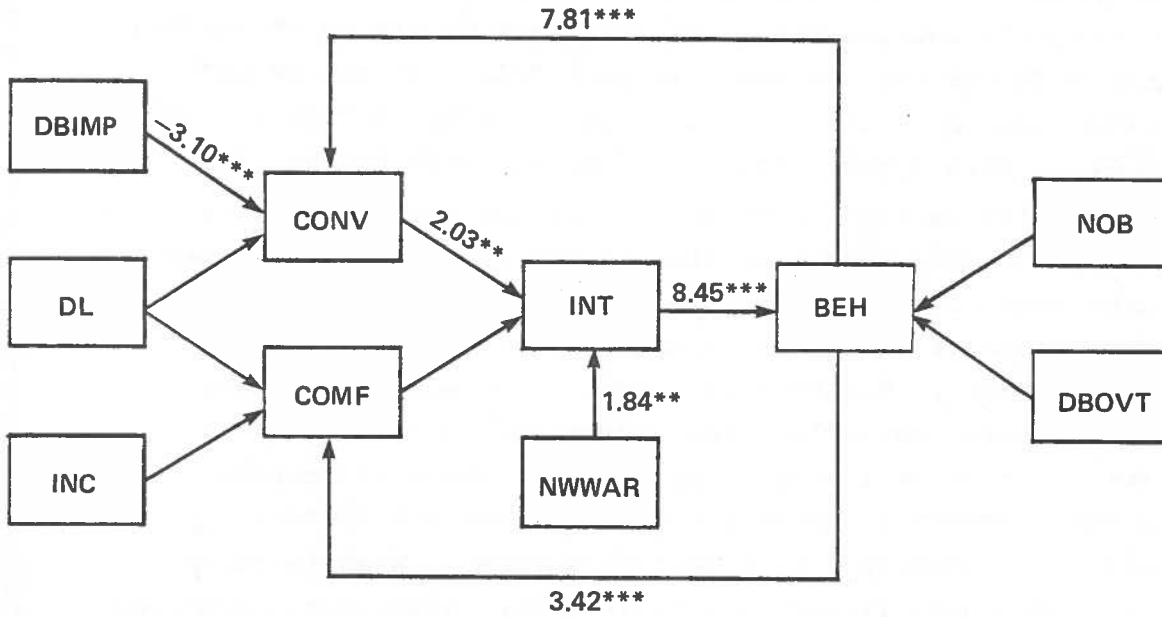 7.81***
DBIMP
−3.10***
CONV
2.03**
NOB
DL
INT
8.45***
BEH
COMF
1.84**
DBOVT
INC
NWWAR
3.42***